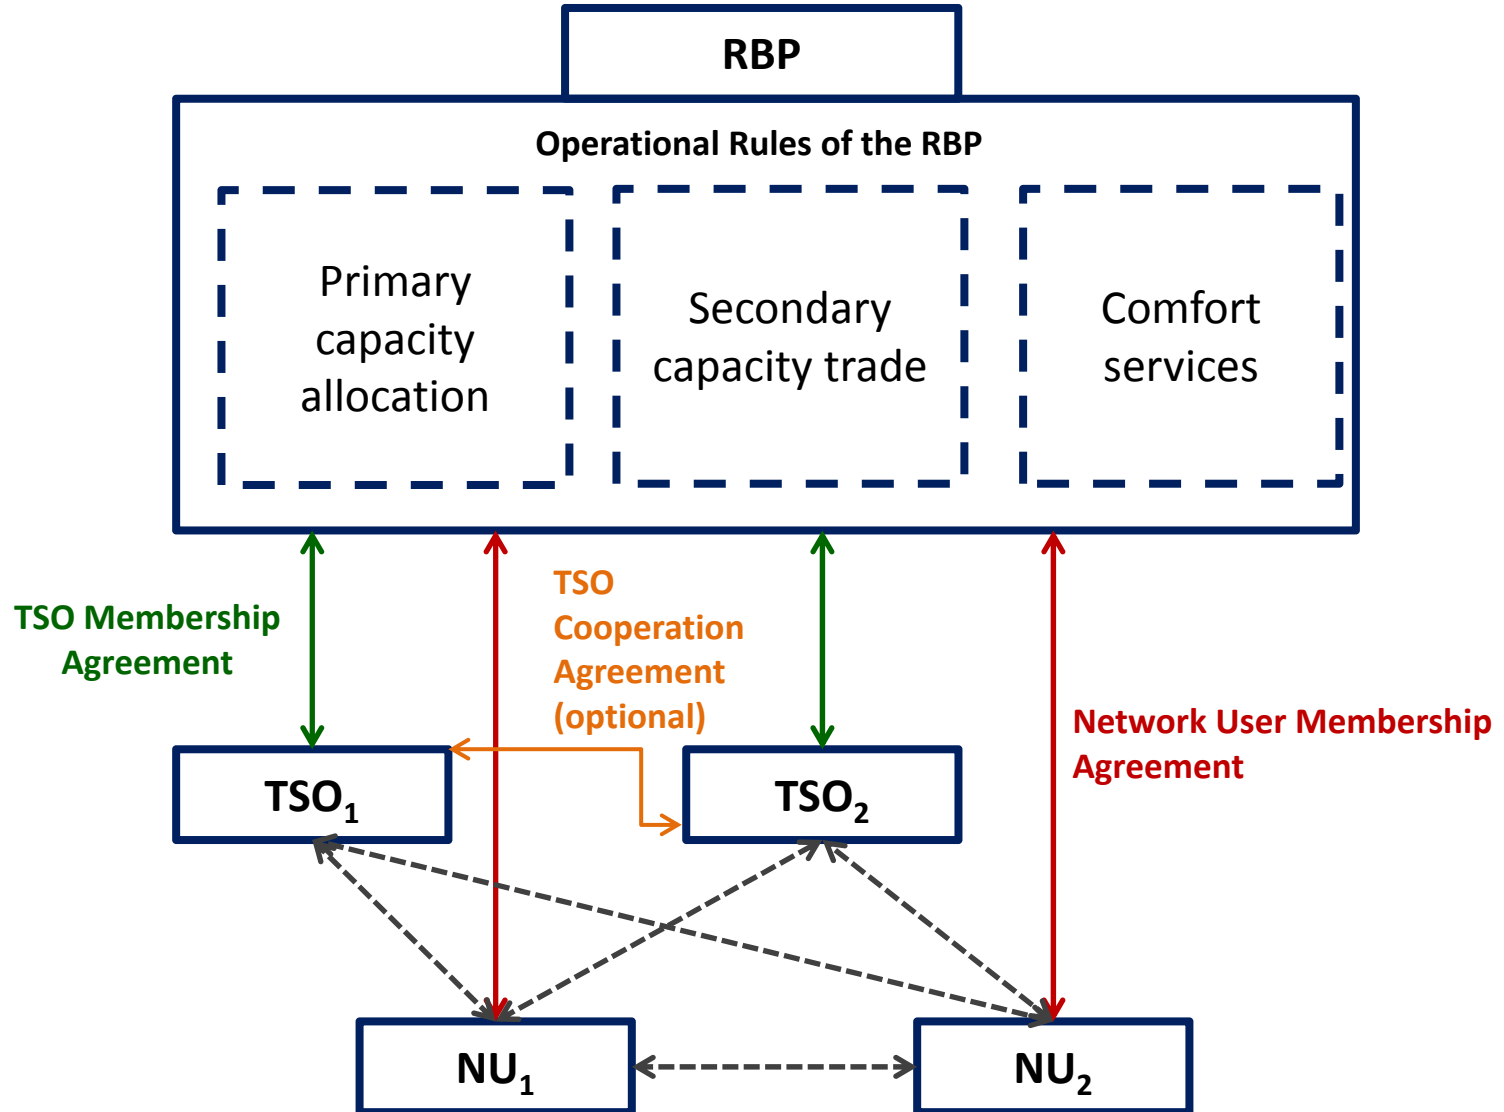 RBP
Operational Rules of the RBP
Primary
capacity
allocation
Secondary
capacity trade
Comfort
services
TSO Membership
Agreement
TSO
Cooperation
Agreement
(optional)
Network User Membership
Agreement
TSO₁
TSO₂
NU₁
NU₂